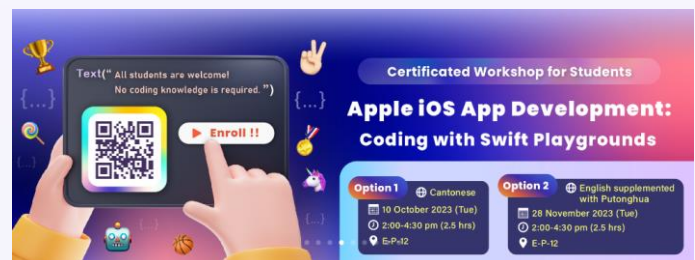 Text(“ All students are welcome!
No coding knowledge is required. ”)
{...}
{...}
Enroll !!
{...}
{...}
Certificated Workshop for Students
Apple iOS App Development:
Coding with Swift Playgrounds
Option 1
Cantonese
10 October 2023 (Tue)
2:00-4:30 pm (2.5 hrs)
E-P-12
Option 2
English supplemented
with Putonghua
28 November 2023 (Tue)
2:00-4:30 pm (2.5 hrs)
E-P-12